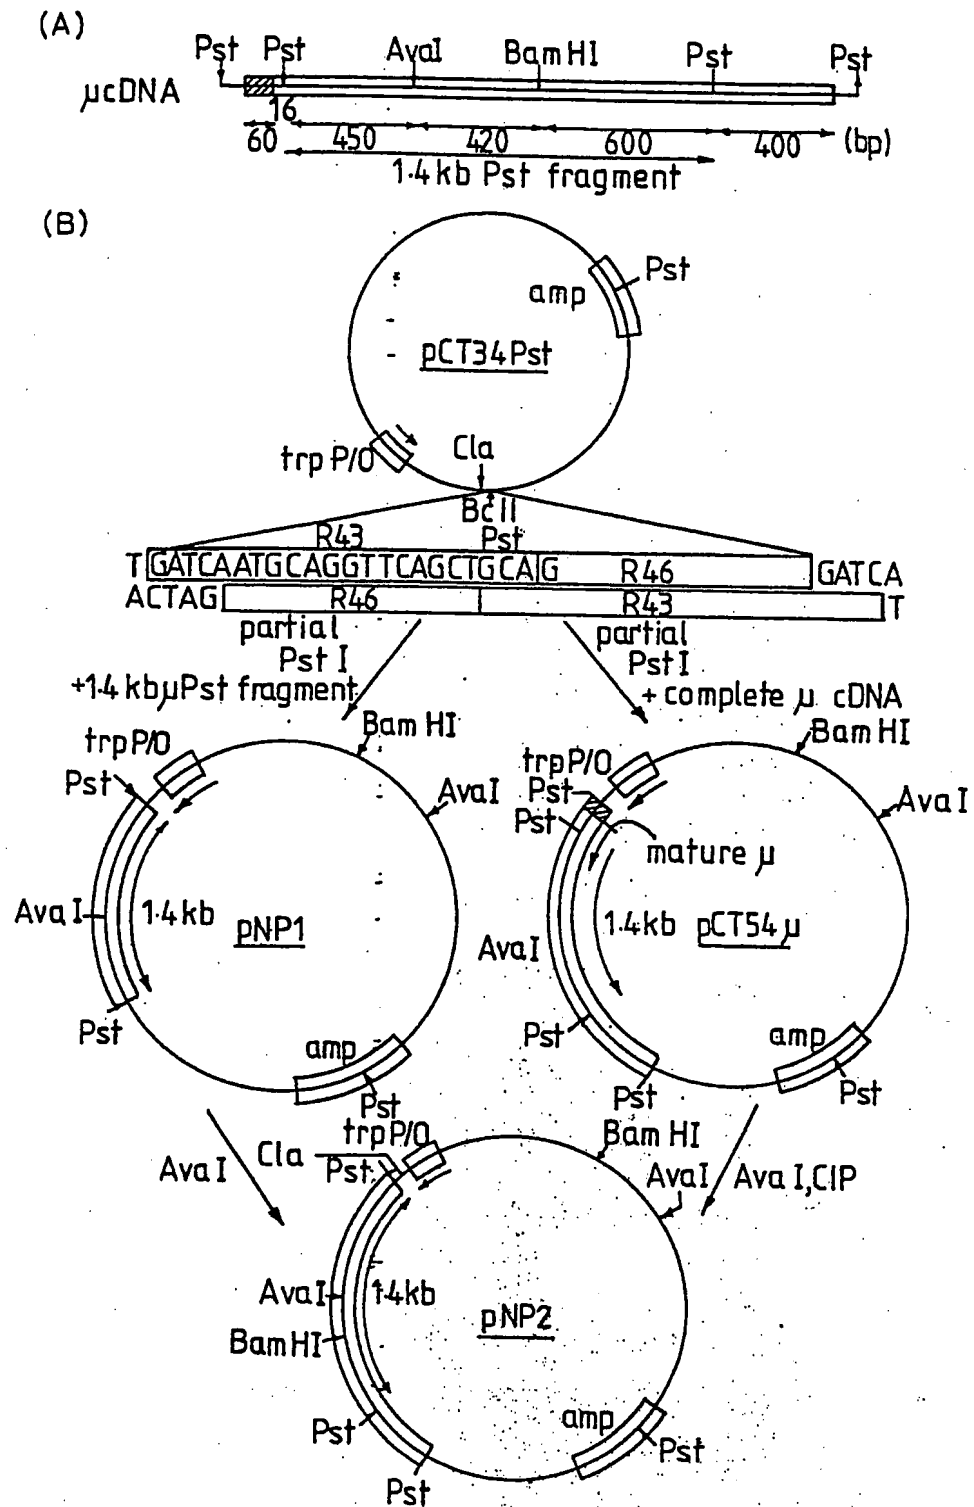 (A)
Pst Pst AvaI BamHI Pst Pst
μcDNA
16
60 450 420 600 400 (bp)
1.4kb Pst fragment
(B)
Pst
amp
pCT34Pst
trp P/O
Cla
BclI
R43 Pst
T GATCAATGCAGGTTCAGCTGCA G R46 GATCA
ACTAG R46 R43 T
partial partial
Pst I Pst I
+1.4 kb μPst fragment + complete μ cDNA
trpP/O Bam HI Bam HI
Pst trpP/O
AvaI Pst AvaI
Pst
mature μ
AvaI 1.4kb pNP1 1.4kb pCT54μ
AvaI
Pst Pst
amp amp
Pst Pst Pst
trpP/O Bam HI
Cla Pst
AvaI AvaI Ava I,CIP
AvaI 1.4kb
BamHI pNP2
Pst amp
Pst
Pst